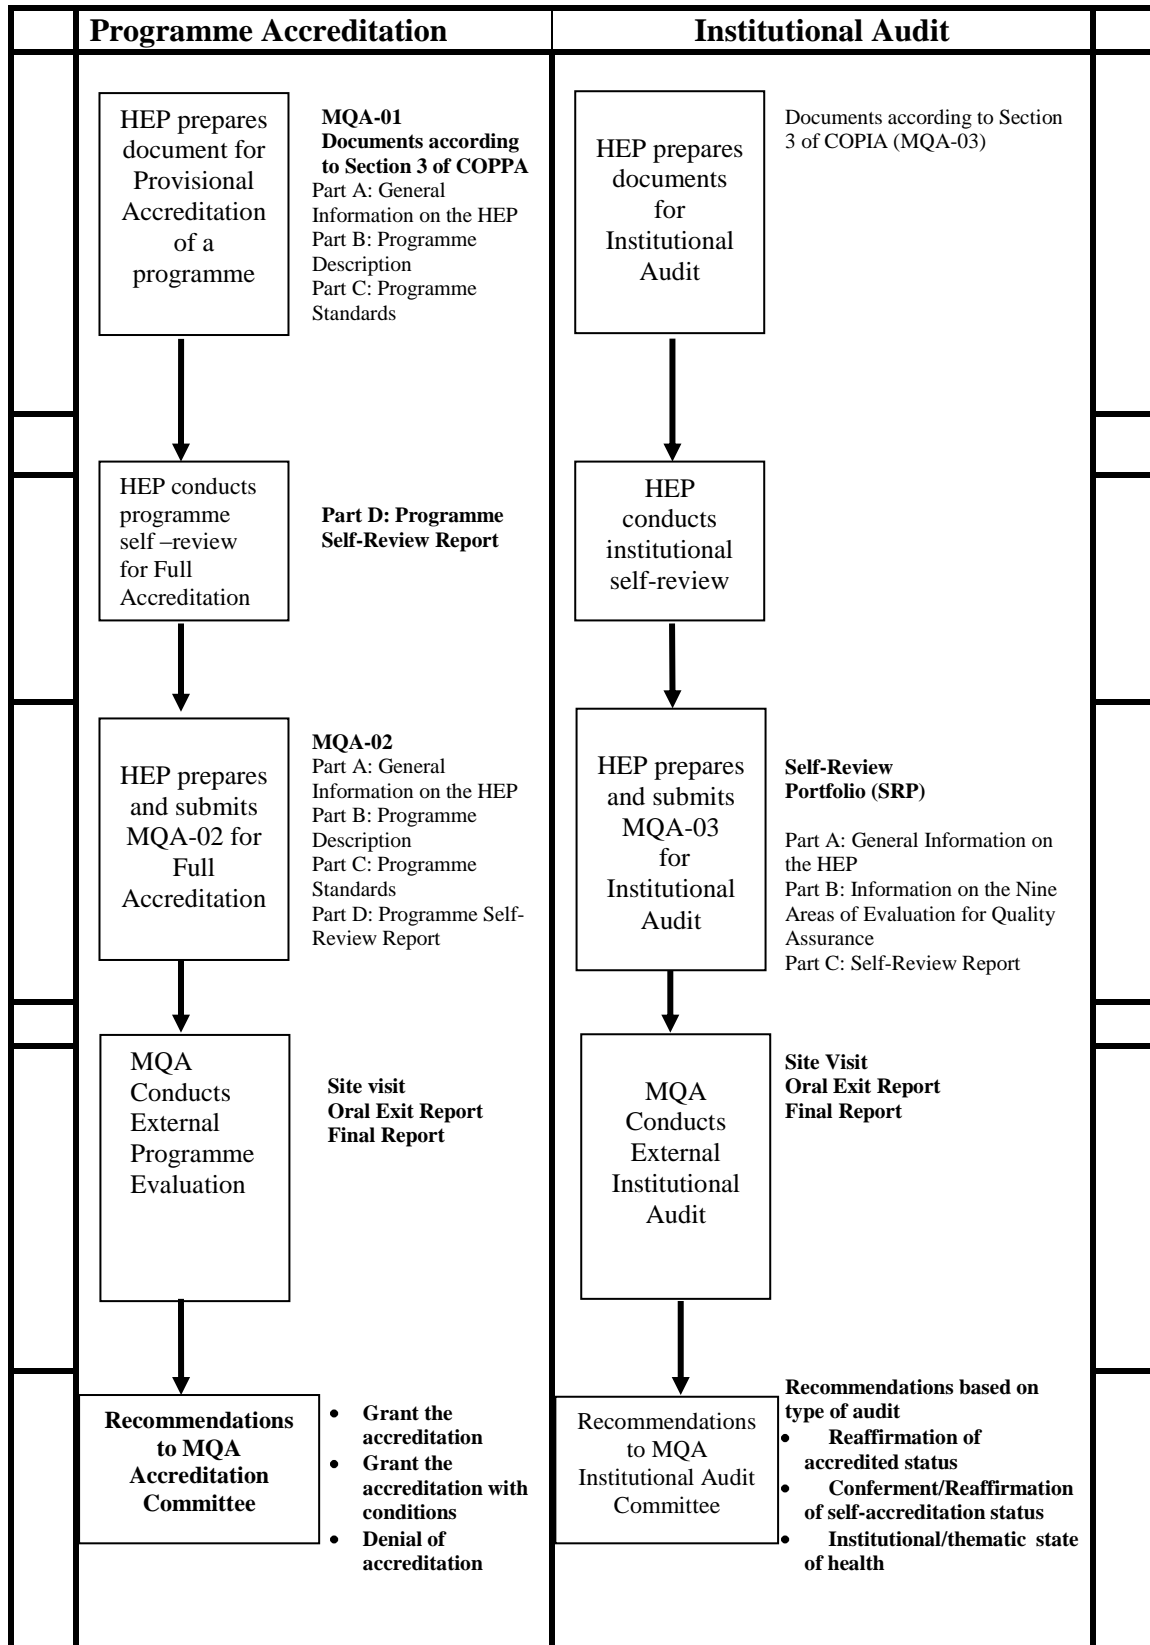 Programme Accreditation
Institutional Audit
HEP prepares
document for
Provisional
Accreditation
of a
programme
MQA-01
Documents according
to Section 3 of COPPA
Part A: General
Information on the HEP
Part B: Programme
Description
Part C: Programme
Standards
HEP prepares
documents
for
Institutional
Audit
Documents according to Section
3 of COPIA (MQA-03)
HEP conducts
programme
self –review
for Full
Accreditation
Part D: Programme
Self-Review Report
HEP
conducts
institutional
self-review
HEP prepares
and submits
MQA-02 for
Full
Accreditation
MQA-02
Part A: General
Information on the HEP
Part B: Programme
Description
Part C: Programme
Standards
Part D: Programme Self-
Review Report
HEP prepares
and submits
MQA-03
for
Institutional
Audit
Self-Review
Portfolio (SRP)
Part A: General Information on
the HEP
Part B: Information on the Nine
Areas of Evaluation for Quality
Assurance
Part C: Self-Review Report
MQA
Conducts
External
Programme
Evaluation
Site visit
Oral Exit Report
Final Report
MQA
Conducts
External
Institutional
Audit
Site Visit
Oral Exit Report
Final Report
Recommendations
to MQA
Accreditation
Committee
• Grant the
accreditation
• Grant the
accreditation with
conditions
• Denial of
accreditation
Recommendations
to MQA
Institutional Audit
Committee
Recommendations based on
type of audit
• Reaffirmation of
accredited status
• Conferment/Reaffirmation
of self-accreditation status
• Institutional/thematic state
of health